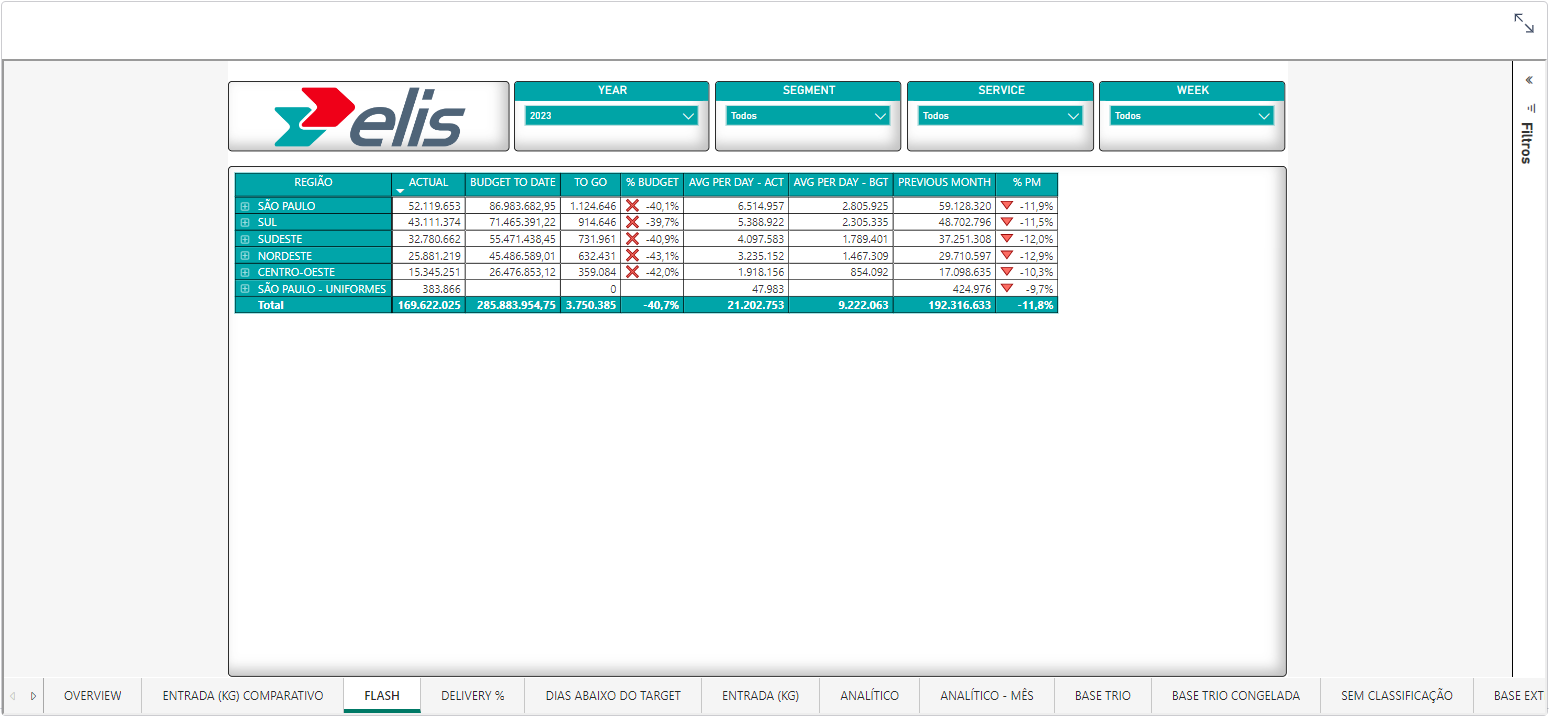 elis
YEAR
2023
SEGMENT
Todos
SERVICE
Todos
WEEK
Todos
Filtros
REGIÃO ACTUAL BUDGET TO DATE TO GO % BUDGET AVG PER DAY - ACT AVG PER DAY - BGT PREVIOUS MONTH % PM
SÃO PAULO 52.119.653 86.983.682,95 1.124.646 -40,1% 6.514.957 2.805.925 59.128.320 -11,9%
SUL 43.111.374 71.465.391,22 914.646 -39,7% 5.388.922 2.305.335 48.702.796 -11,5%
SUDESTE 32.780.662 55.471.438,45 731.961 -40,9% 4.097.583 1.789.401 37.251.308 -12,0%
NORDESTE 25.881.219 45.486.589,01 632.431 -43,1% 3.235.152 1.467.309 29.710.597 -12,9%
CENTRO-OESTE 15.345.251 26.476.853,12 359.084 -42,0% 1.918.156 854.092 17.098.635 -10,3%
SÃO PAULO - UNIFORMES 383.866 0 47.983 424.976 -9,7%
Total 169.622.025 285.883.954,75 3.750.385 -40,7% 21.202.753 9.222.063 192.316.633 -11,8%
OVERVIEW ENTRADA (KG) COMPARATIVO FLASH DELIVERY % DIAS ABAIXO DO TARGET ENTRADA (KG) ANALÍTICO ANALÍTICO - MÊS BASE TRIO BASE TRIO CONGELADA SEM CLASSIFICAÇÃO BASE EXT